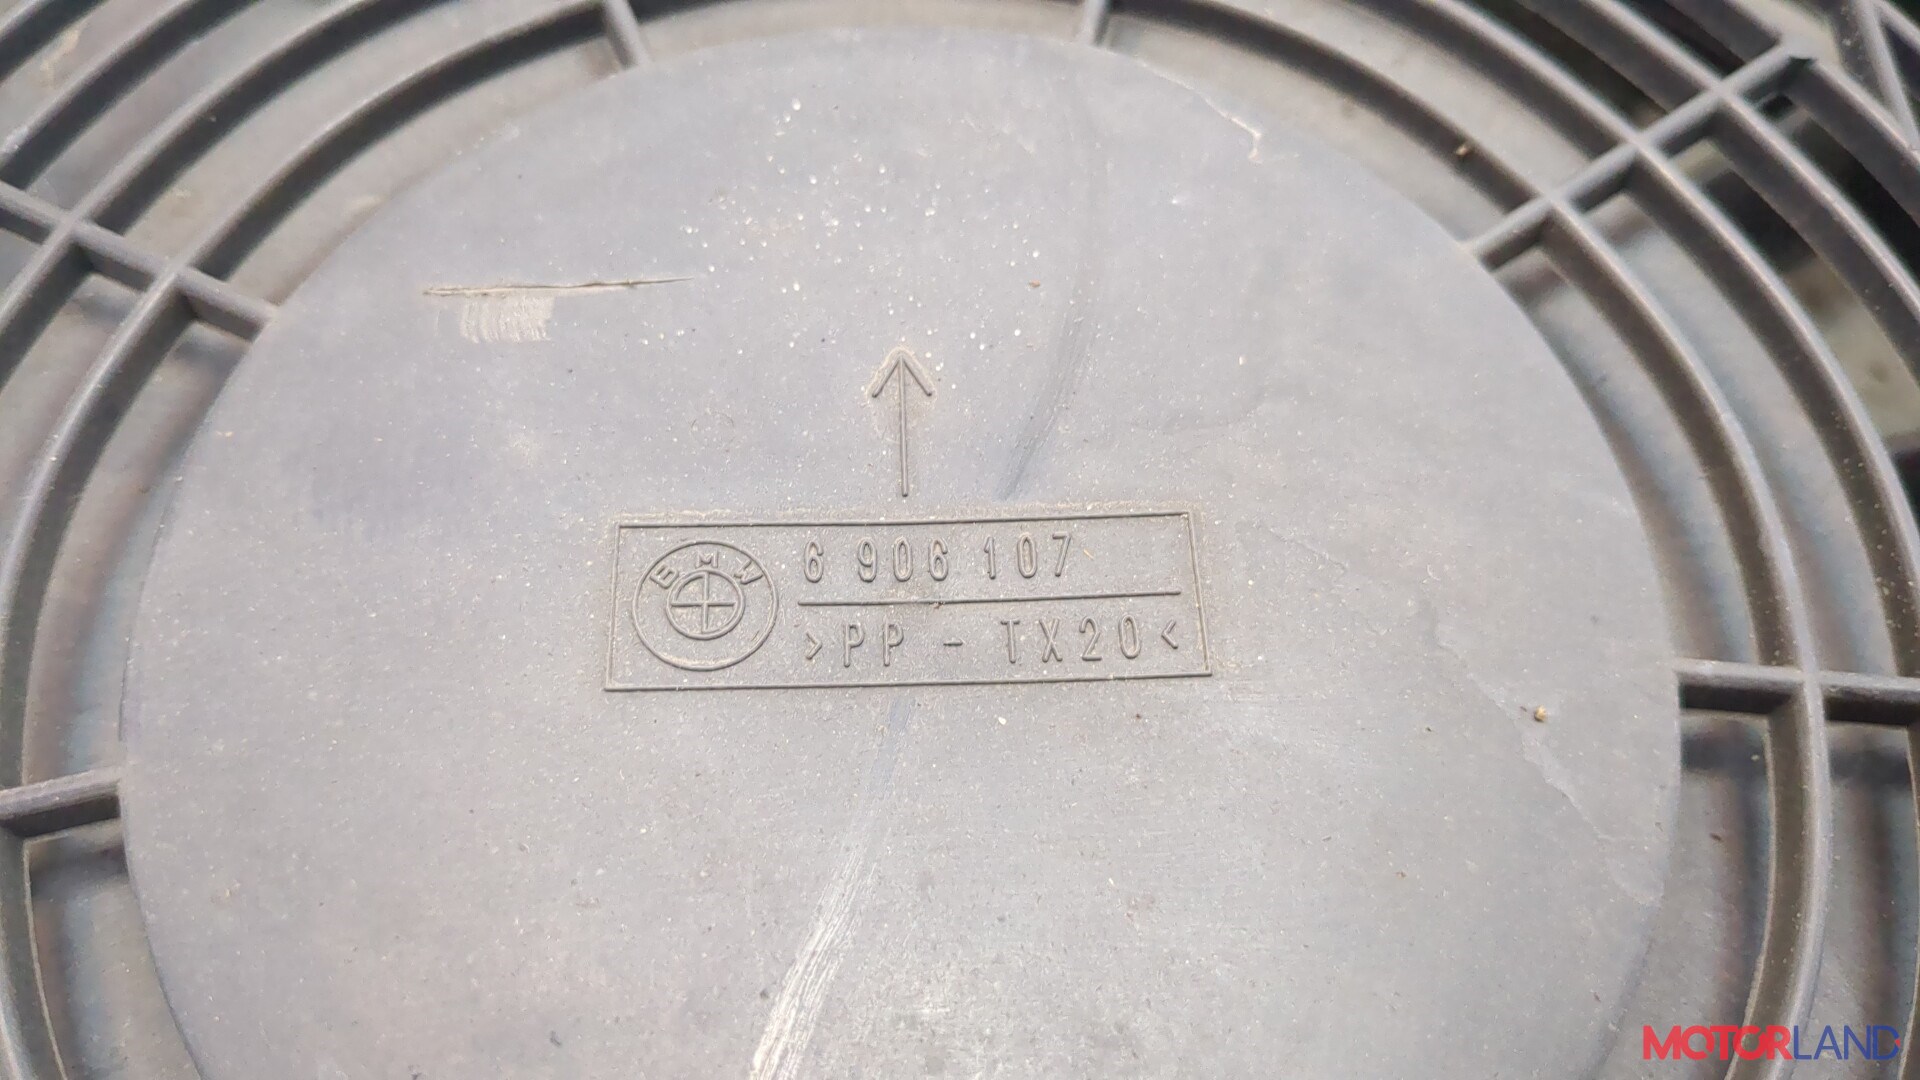 BMW
6 906 107
>PP - TX20<
MOTORLAND